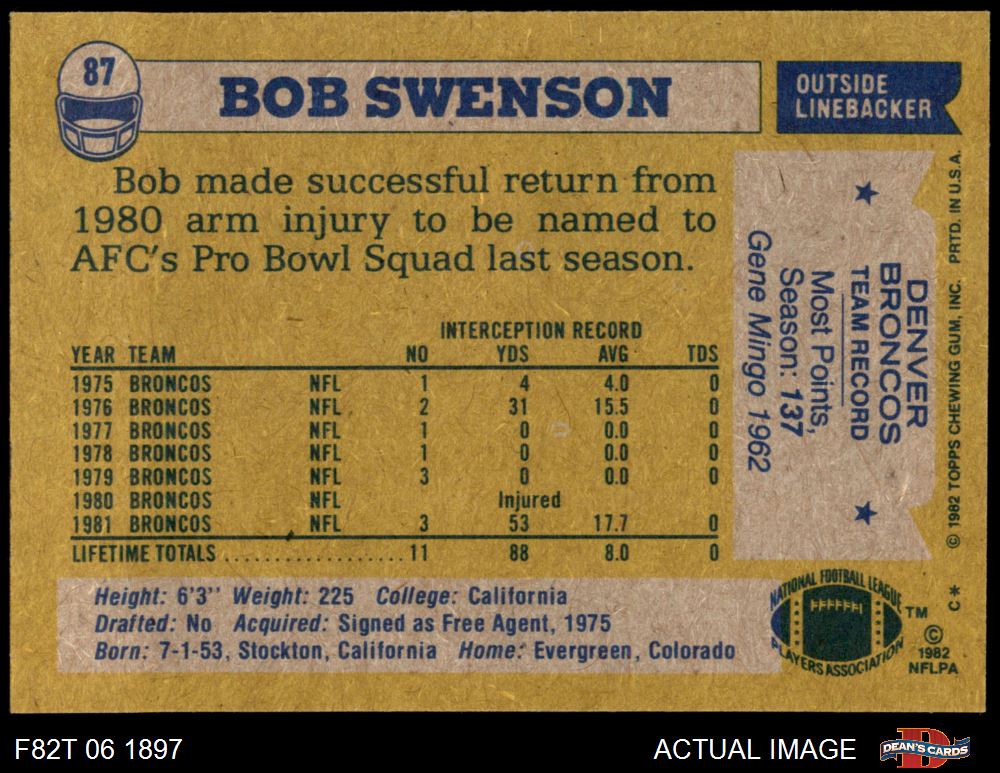 87
BOB SWENSON
OUTSIDE
LINEBACKER
Bob made successful return from
1980 arm injury to be named to
AFC's Pro Bowl Squad last season.
INTERCEPTION RECORD
YEAR TEAM NO YDS AVG TDS
1975 BRONCOS NFL 1 4 4.0 0
1976 BRONCOS NFL 2 31 15.5 0
1977 BRONCOS NFL 1 0 0.0 0
1978 BRONCOS NFL 1 0 0.0 0
1979 BRONCOS NFL 3 0 0.0 0
1980 BRONCOS NFL Injured
1981 BRONCOS NFL 3 53 17.7 0
LIFETIME TOTALS .................. 11 88 8.0 0
Height: 6'3'' Weight: 225 College: California
Drafted: No Acquired: Signed as Free Agent, 1975
Born: 7-1-53, Stockton, California Home: Evergreen, Colorado
DENVER
BRONCOS
TEAM RECORD
Most Points,
Season: 137
Gene Mingo 1962
© 1982 TOPPS CHEWING GUM, INC. PRTD. IN U.S.A.
C*
NATIONAL FOOTBALL LEAGUE
PLAYERS ASSOCIATION
TM
©
1982
NFLPA
F82T 06 1897
ACTUAL IMAGE
DEAN'S CARDS